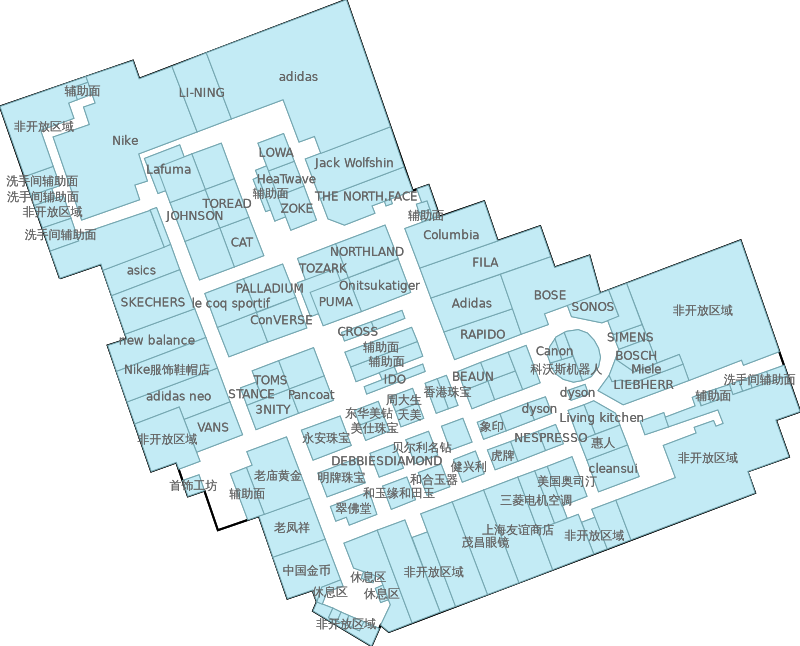 adidas
辅助面
LI-NING
非开放区域
Nike
LOWA
Jack Wolfshin
Lafuma
HeaTwave
洗手间辅助面
辅助面
洗手间辅助面
THE NORTH FACE
TOREAD
ZOKE
非开放区域
JOHNSON
辅助面
洗手间辅助面
Columbia
CAT
NORTHLAND
FILA
asics
TOZARK
Onitsukatiger
PALLADIUM
BOSE
SKECHERS
le coq sportif
PUMA
Adidas
SONOS
非开放区域
ConVERSE
CROSS
RAPIDO
SIMENS
new balance
辅助面
Canon
BOSCH
辅助面
Nike服饰鞋帽店
科沃斯机器人
Miele
TOMS
IDO
BEAUN
LIEBHERR
洗手间辅助面
STANCE
Pancoat
香港珠宝
dyson
辅助面
adidas neo
周大生
3NITY
东华美钻
天美
dyson
Living kitchen
VANS
美仕珠宝
象印
非开放区域
永安珠宝
NESPRESSO
惠人
贝尔利名钻
DEBBIESDIAMOND
虎牌
非开放区域
健兴利
cleansui
老庙黄金
明牌珠宝
和合玉器
美国奥司汀
首饰工坊
辅助面
和玉缘和田玉
三菱电机空调
翠佛堂
老凤祥
上海友谊商店
非开放区域
茂昌眼镜
中国金币
休息区
非开放区域
休息区
休息区
非开放区域